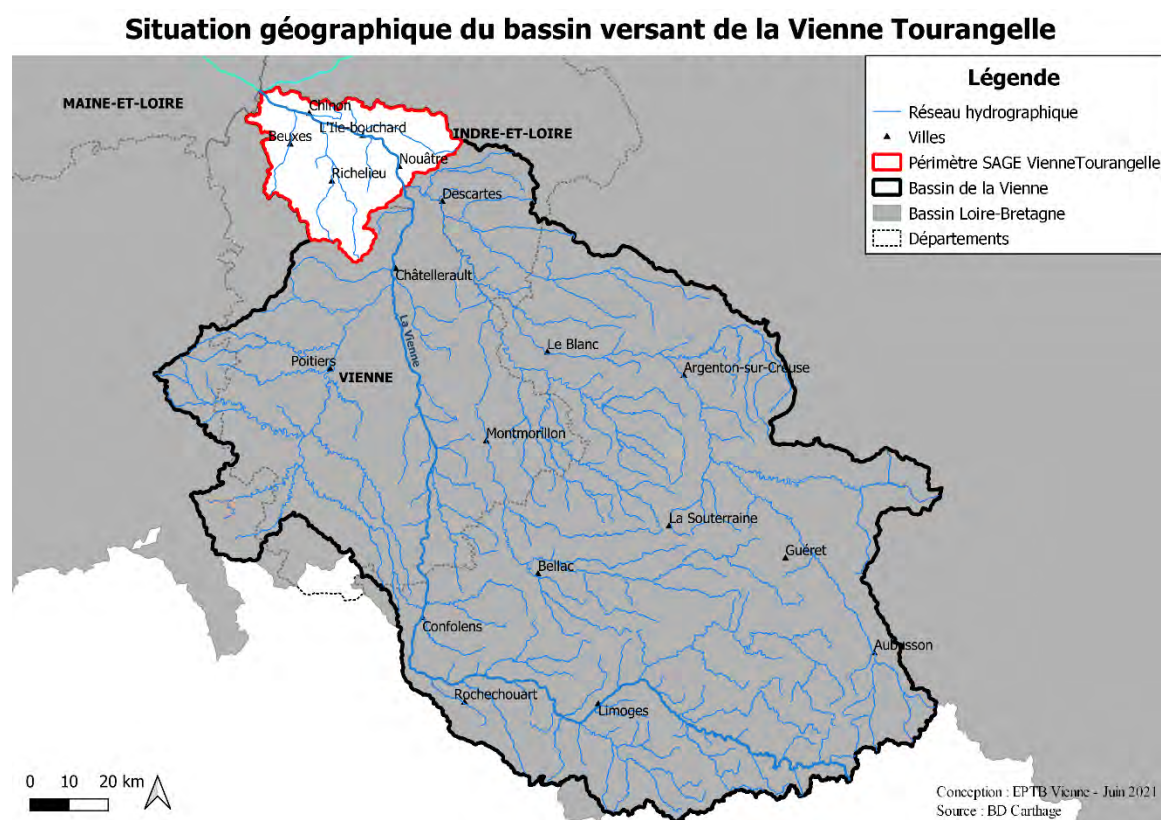 Situation géographique du bassin versant de la Vienne Tourangelle
Légende
Réseau hydrographique
Villes
Périmètre SAGE VienneTourangelle
Bassin de la Vienne
Bassin Loire-Bretagne
Départements
MAINE-ET-LOIRE
Chinon
L'Ile-bouchard
INDRE-ET-LOIRE
Beuxes
Nouâtre
Richelieu
Descartes
Châtellerault
La Vienne
Le Blanc
Poitiers
VIENNE
Argenton-sur-Creuse
Montmorillon
La Souterraine
Guéret
Bellac
Confolens
Aubusson
Rochechouart
Limoges
0 10 20 km
Conception : EPTB Vienne - Juin 2021
Source : BD Carthage